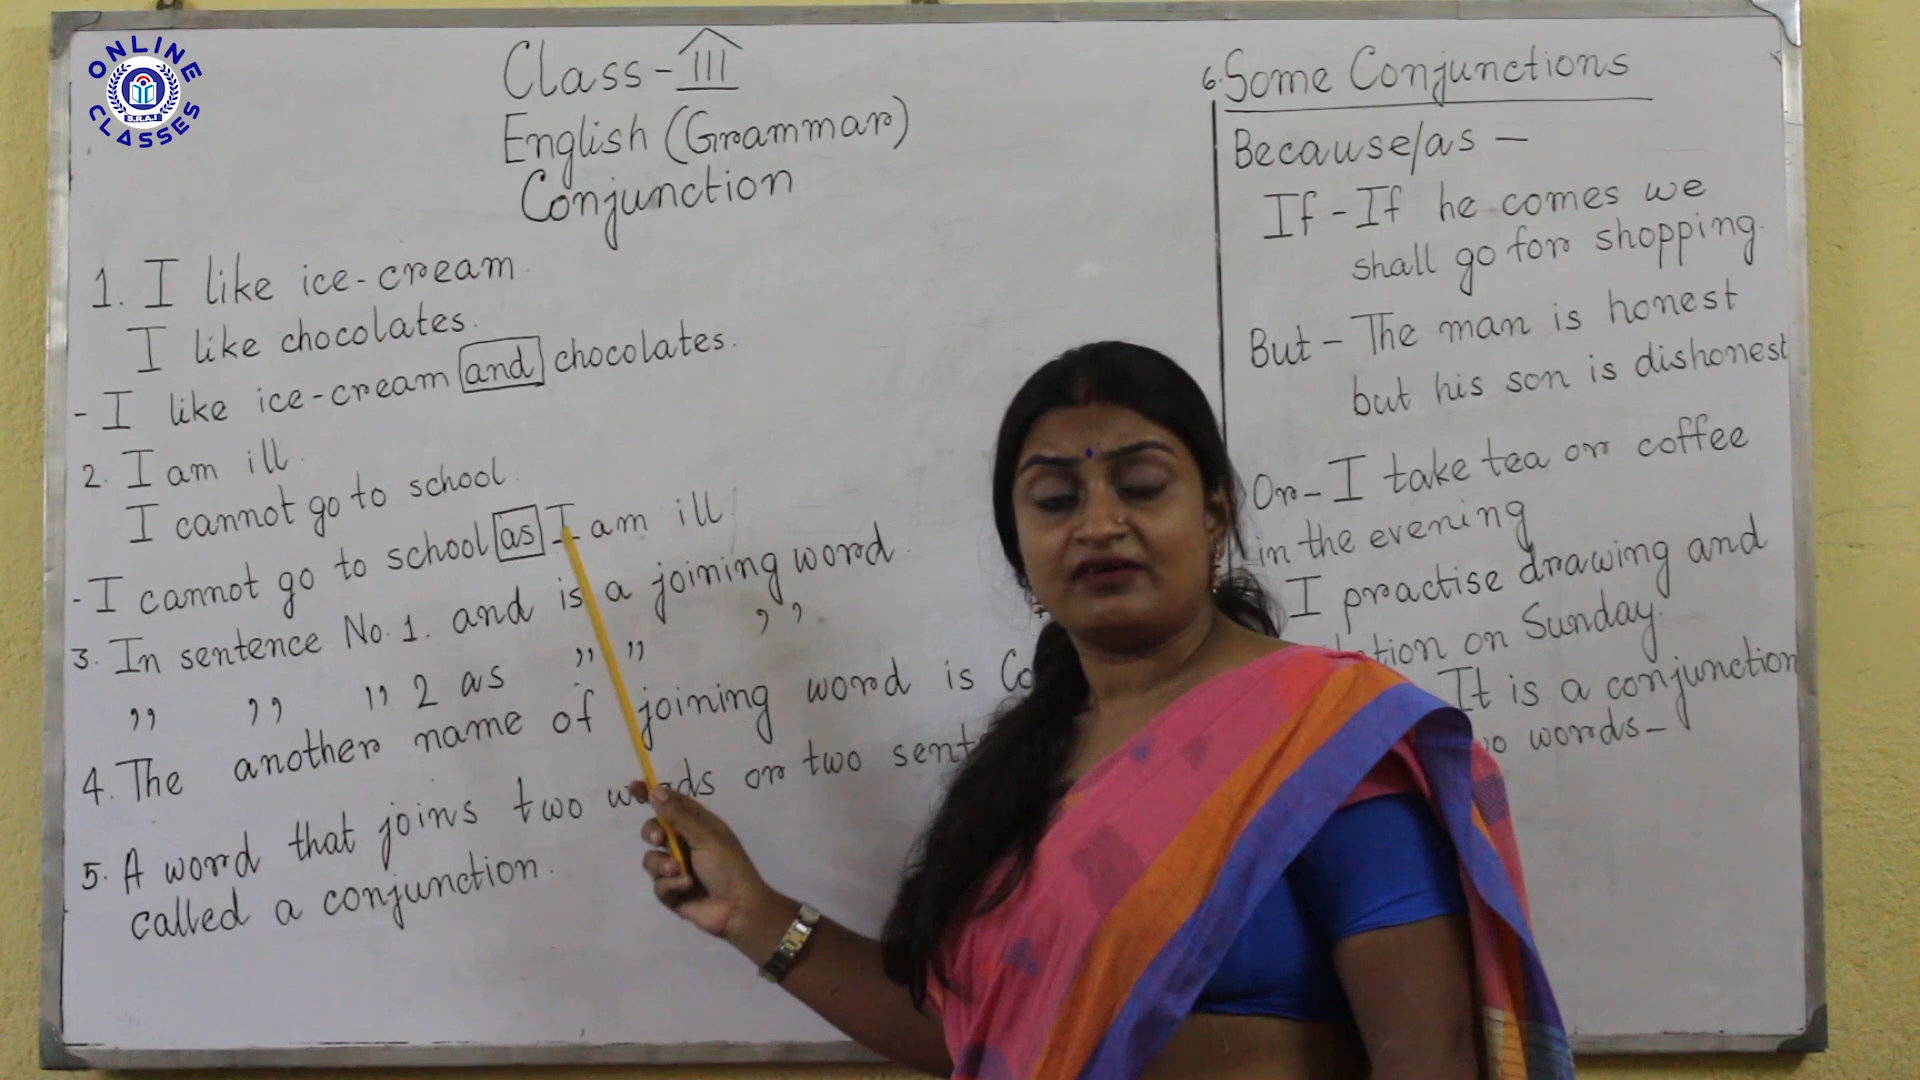 ONLINE CLASSES
S.R.A.I
Class - III
English (Grammar)
Conjunction
1. I like ice-cream.
I like chocolates.
- I like ice-cream and chocolates.
2. I am ill.
I cannot go to school.
- I cannot go to school as I am ill.
3. In sentence No. 1. and is a joining word.
,, ,, ,, 2 as ,, ,, ,,
4. The another name of joining word is
5. A word that joins two words or two
called a conjunction.
6. Some Conjunctions
Because/as —
If - If he comes we
shall go for shopping.
But - The man is honest
but his son is dishonest
Or - I take tea or coffee
in the evening
I practise drawing and
on Sunday.
It is a conjunction
words -